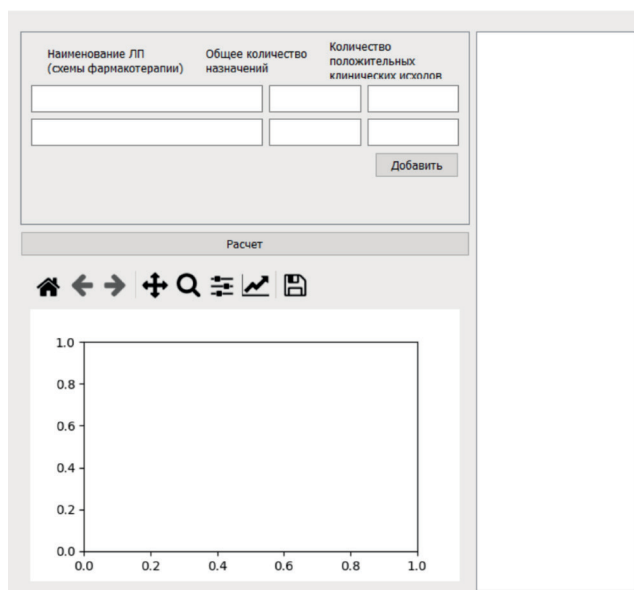 Наименование ЛП
(схемы фармакотерапии)
Общее количество
назначений
Количество
положительных
клинических исходов
Добавить
Расчет
1.0
0.8
0.6
0.4
0.2
0.0
0.0 0.2 0.4 0.6 0.8 1.0